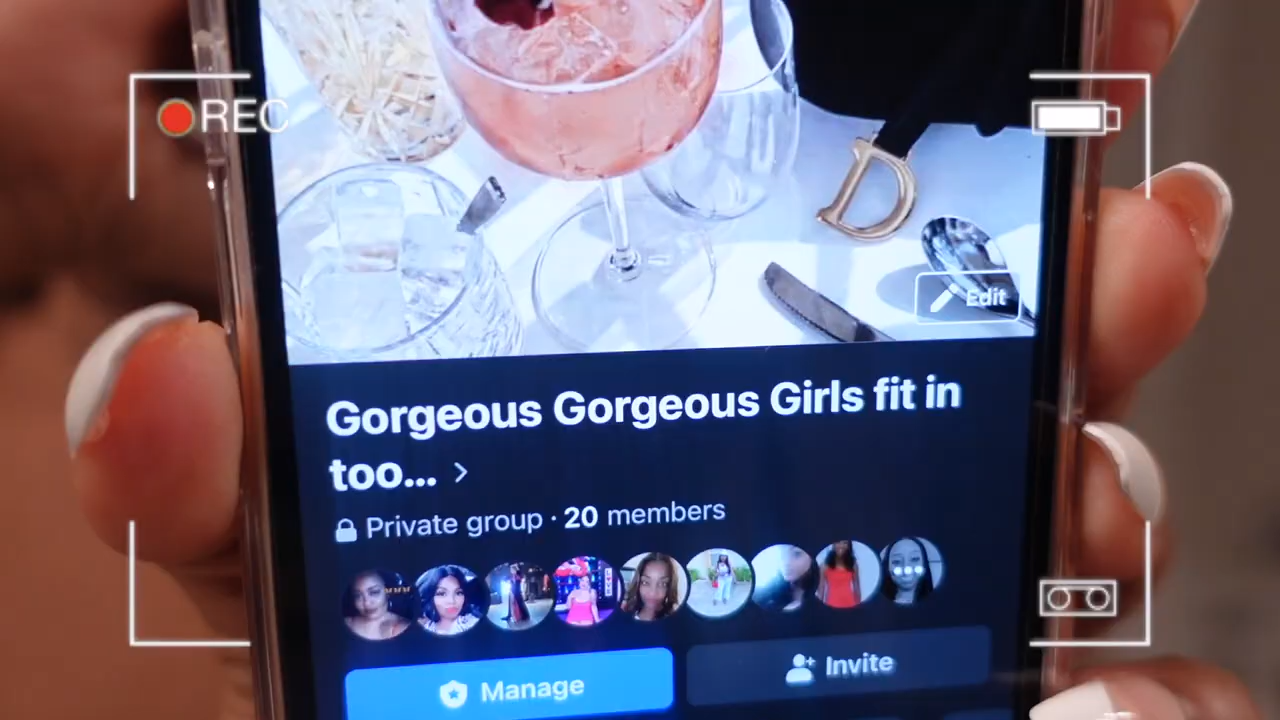 REC
D
Edit
Gorgeous Gorgeous Girls fit in
too... >
Private group · 20 members
Manage
Invite